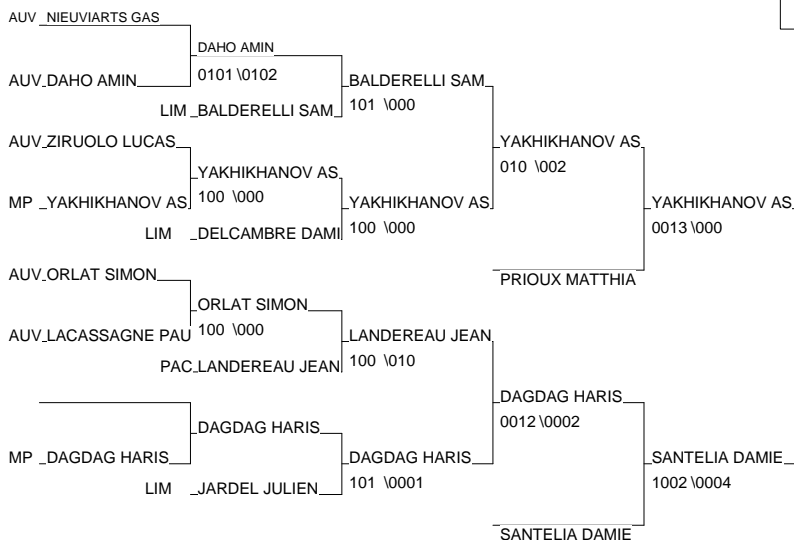 AUV NIEUVIARTS GAS
DAHO AMIN
0101 \0102
AUV DAHO AMIN
BALDERELLI SAM
101 \000
LIM BALDERELLI SAM
AUV ZIRUOLO LUCAS
YAKHIKHANOV AS
010 \002
YAKHIKHANOV AS
100 \000
MP YAKHIKHANOV AS
YAKHIKHANOV AS
100 \000
YAKHIKHANOV AS
0013 \000
LIM DELCAMBRE DAMI
AUV ORLAT SIMON
PRIOUX MATTHIA
ORLAT SIMON
100 \000
AUV LACASSAGNE PAU
LANDEREAU JEAN
100 \010
PAC LANDEREAU JEAN
DAGDAG HARIS
0012 \0002
DAGDAG HARIS
MP DAGDAG HARIS
DAGDAG HARIS
101 \0001
SANTELIA DAMIE
1002 \0004
LIM JARDEL JULIEN
SANTELIA DAMIE